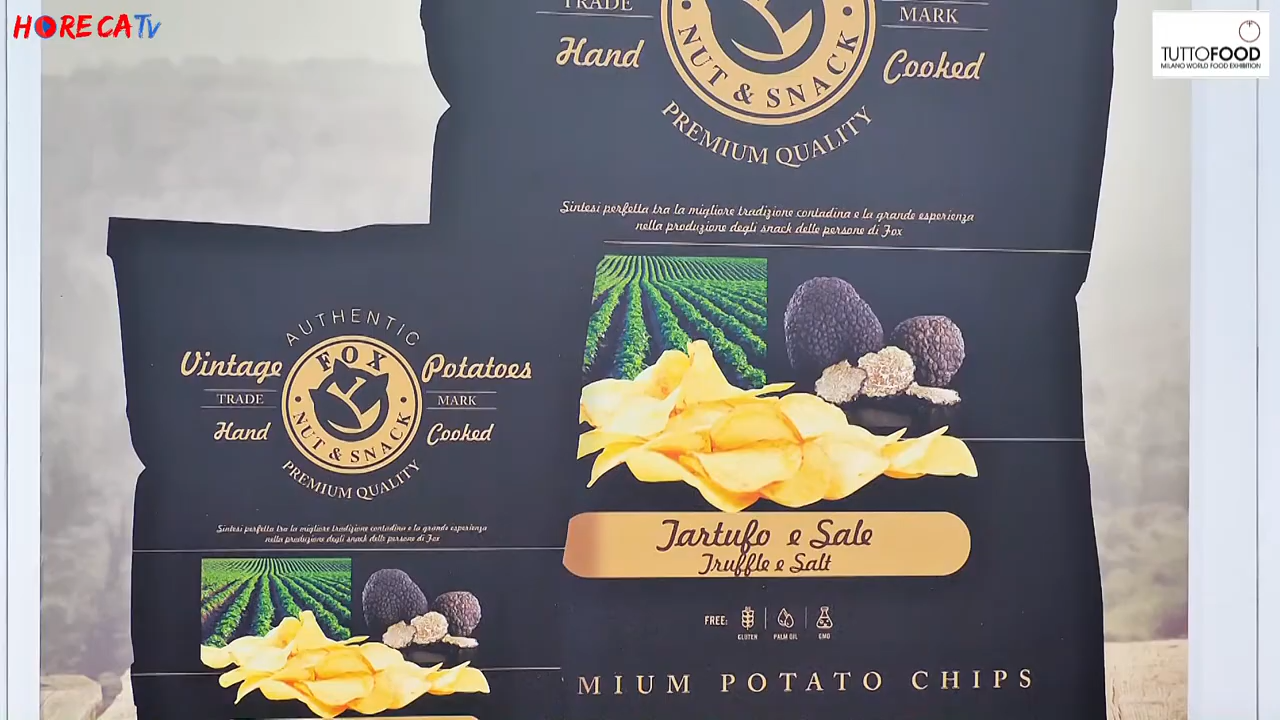 HORECATv
TUTTOFOOD
MILANO WORLD FOOD EXHIBITION
TRADE
MARK
Hand
Cooked
NUT & SNACK
PREMIUM QUALITY
Sintesi perfetta tra la migliore tradizione contadina e la grande esperienza
nella produzione degli snack delle persone di Fox
Tartufo e Sale
Truffle e Salt
FREE:
GLUTEN
PALM OIL
GMO
MIUM POTATO CHIPS
AUTHENTIC
Vintage
Potatoes
FOX
TRADE
MARK
Hand
Cooked
NUT & SNACK
PREMIUM QUALITY
Sintesi perfetta tra la migliore tradizione contadina e la grande esperienza
nella produzione degli snack delle persone di Fox